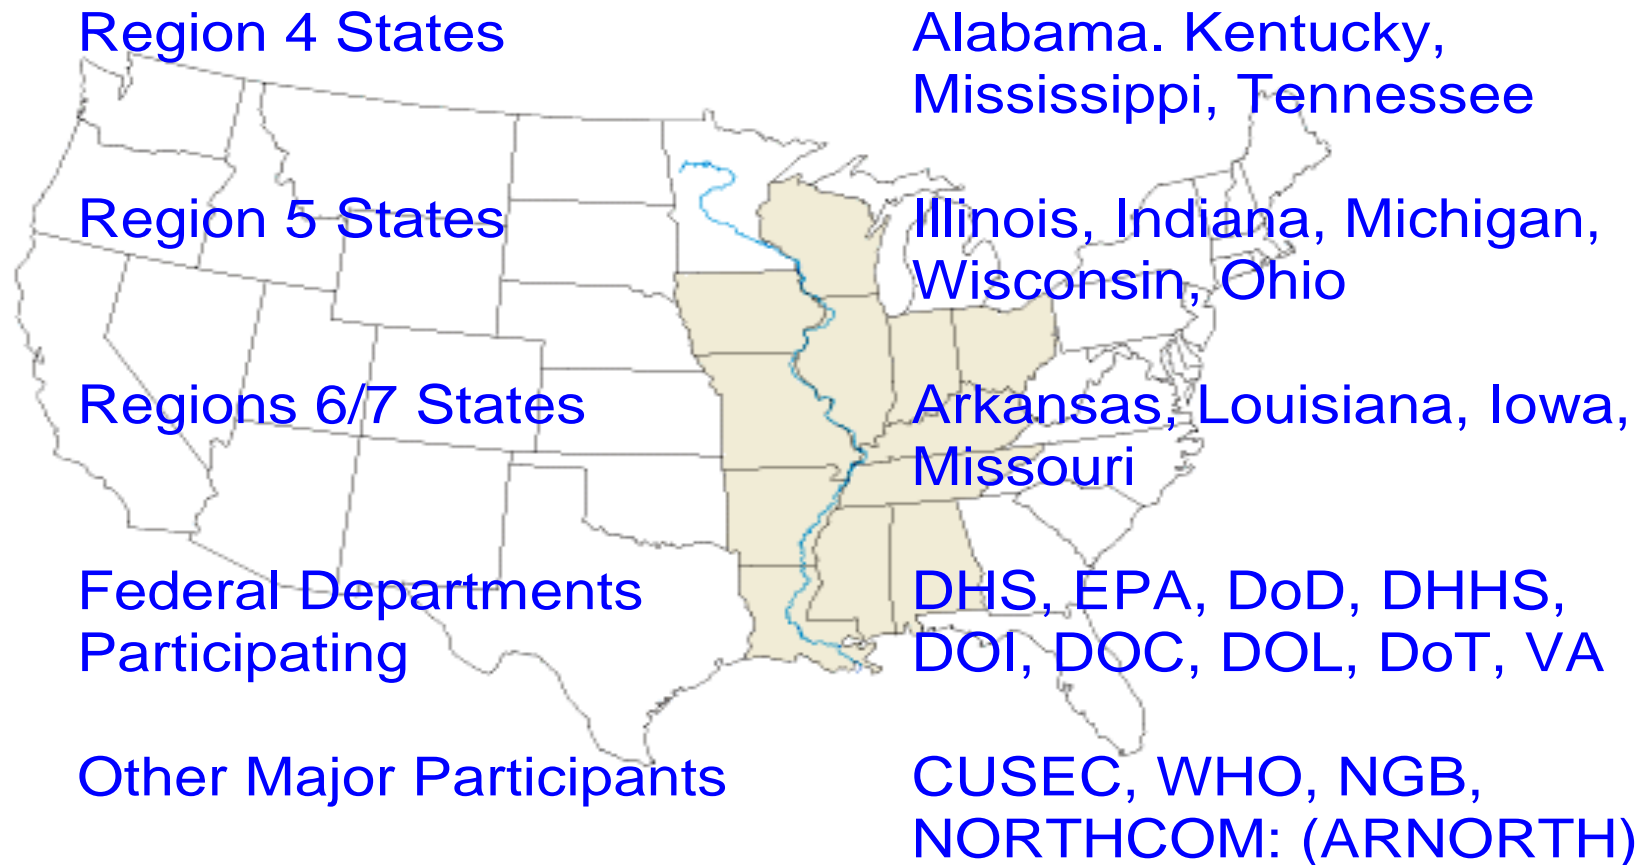 Region 4 States
Alabama. Kentucky,
Mississippi, Tennessee
Region 5 States
Illinois, Indiana, Michigan,
Wisconsin, Ohio
Regions 6/7 States
Arkansas, Louisiana, Iowa,
Missouri
Federal Departments
Participating
DHS, EPA, DoD, DHHS,
DOI, DOC, DOL, DoT, VA
Other Major Participants
CUSEC, WHO, NGB,
NORTHCOM: (ARNORTH)